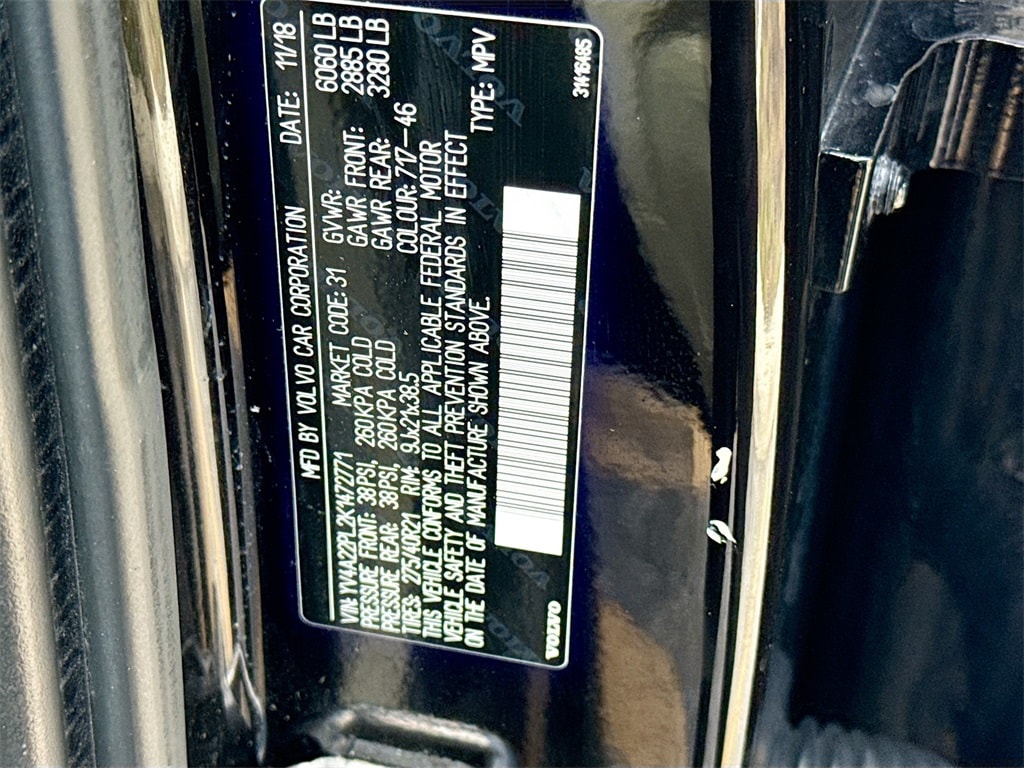 MFD BY VOLVO CAR CORPORATION DATE: 11/18
VIN: YV4A22PL2K1472771 MARKET CODE: 31 GVWR: 6060 LB
PRESSURE FRONT: 38PSI, 260KPA COLD GAWR FRONT: 2885 LB
PRESSURE REAR: 38PSI, 260KPA COLD GAWR REAR: 3280 LB
TIRES: 275/40R21 RIM: 9Jx21x38.5 COLOUR: 717--46
THIS VEHICLE CONFORMS TO ALL APPLICABLE FEDERAL MOTOR
VEHICLE SAFETY AND THEFT PREVENTION STANDARDS IN EFFECT
ON THE DATE OF MANUFACTURE SHOWN ABOVE. TYPE: MPV
VOLVO 31418485